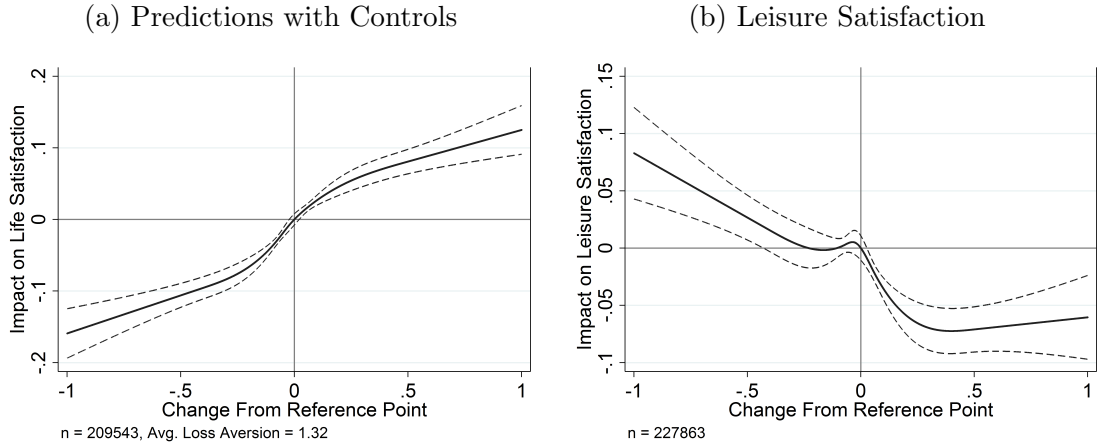 (a) Predictions with Controls
Impact on Life Satisfaction
.2
.1
0
-.1
-.2
-1
-.5
0
.5
1
Change From Reference Point
n = 209543, Avg. Loss Aversion = 1.32
(b) Leisure Satisfaction
Impact on Leisure Satisfaction
.15
.1
.05
0
-.05
-.1
-1
-.5
0
.5
1
Change From Reference Point
n = 227863